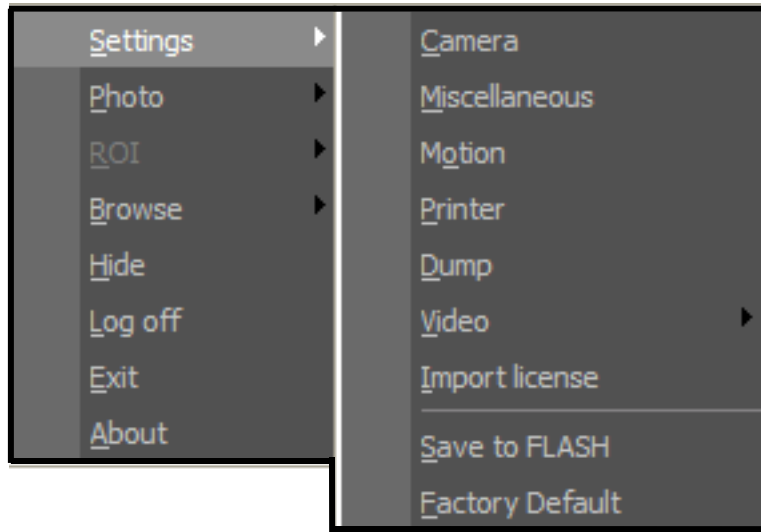 Settings
Photo
ROI
Browse
Hide
Log off
Exit
About
Camera
Miscellaneous
Motion
Printer
Dump
Video
Import license
Save to FLASH
Factory Default